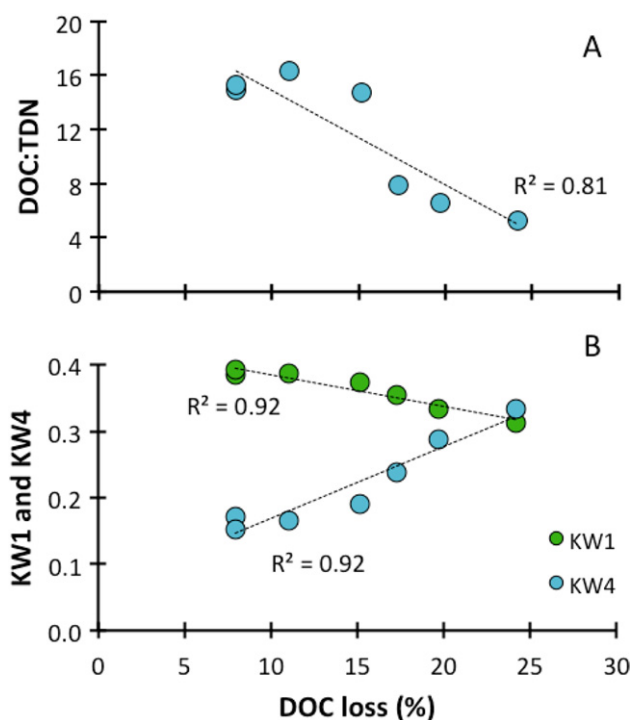 20
A
16
DOC:TDN
12
8
R² = 0.81
4
0
B
0.4
R² = 0.92
0.3
KW1 and KW4
0.2
R² = 0.92
KW1
0.1
KW4
0.0
0 5 10 15 20 25 30
DOC loss (%)